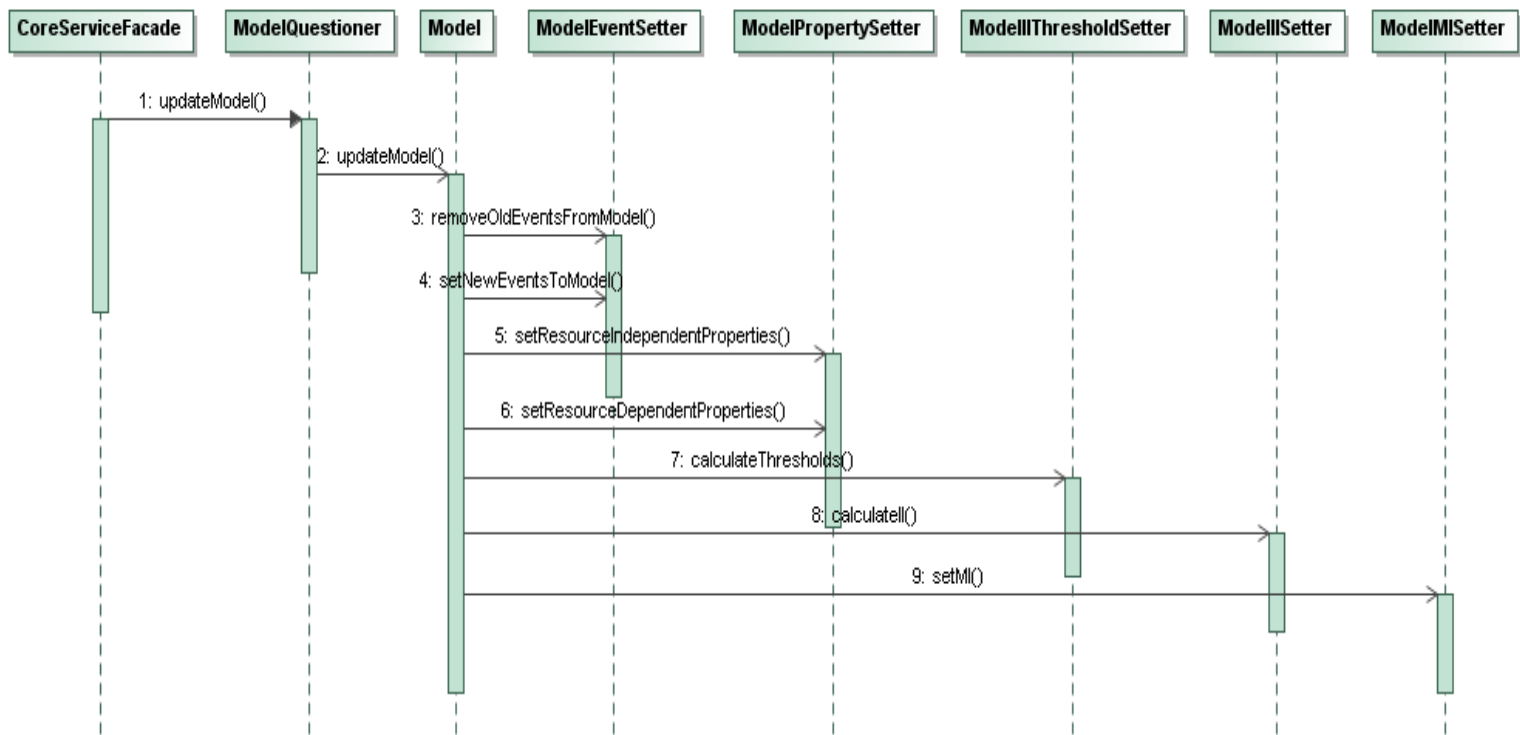 CoreServiceFacade
ModelQuestioner
Model
ModelEventSetter
ModelPropertySetter
ModelIIThresholdSetter
ModelIISetter
ModelMISetter
1: updateModel()
2: updateModel()
3: removeOldEventsFromModel()
4: setNewEventsToModel()
5: setResourceIndependentProperties()
6: setResourceDependentProperties()
7: calculateThresholds()
8: calculateII()
9: setMI()